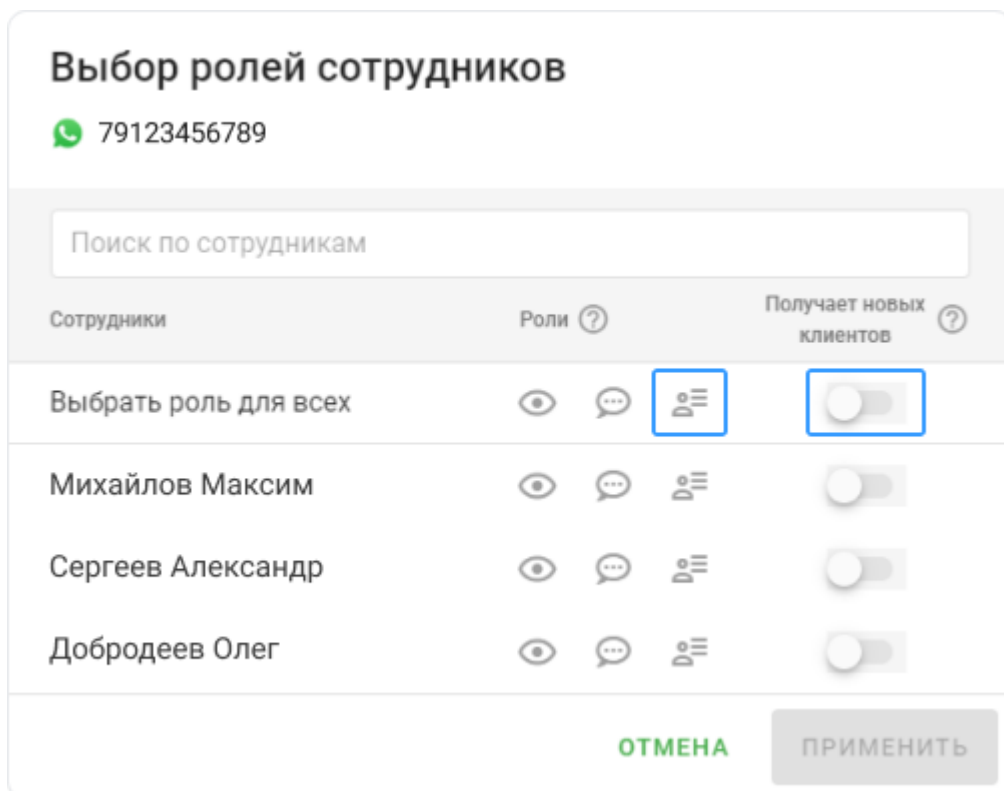 Выбор ролей сотрудников
79123456789
Поиск по сотрудникам
Сотрудники Роли ? Получает новых клиентов ?
Выбрать роль для всех
Михайлов Максим
Сергеев Александр
Добродеев Олег
ОТМЕНА ПРИМЕНИТЬ